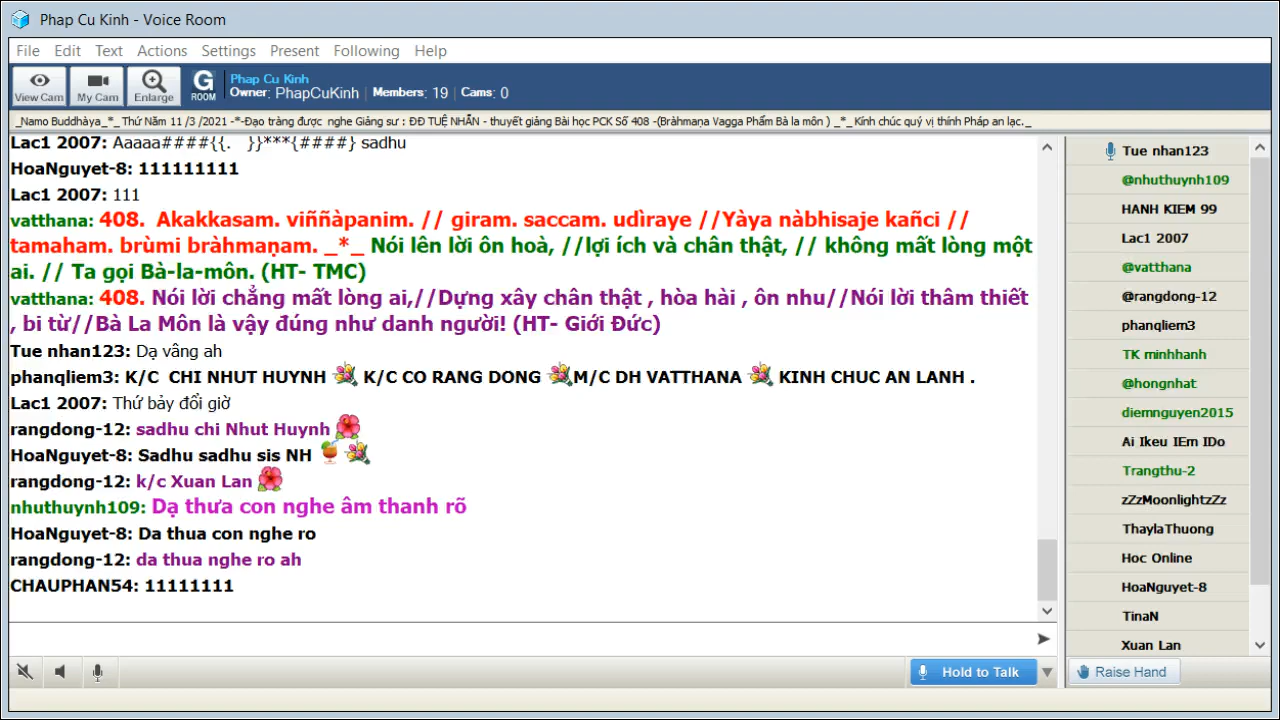 Phap Cu Kinh - Voice Room
File Edit Text Actions Settings Present Following Help
View Cam My Cam Enlarge G ROOM Phap Cu Kinh
Owner: PhapCuKinh Members: 19 Cams: 0
_Namo Buddhàya_*_Thứ Năm 11 /3 /2021 -*-Đạo tràng được nghe Giảng sư : ĐĐ TUỆ NHẪN - thuyết giảng Bài học PCK Số 408 -(Bràhmaṇa Vagga Phẩm Bà la môn ) _*_Kính chúc quý vị thính Pháp an lạc._
Lac1 2007: Aaaaa####{{. }}***{####} sadhu
HoaNguyet-8: 111111111
Lac1 2007: 111
vatthana: 408. Akakkasam. viññàpanim. // giram. saccam. udìraye //Yàya nàbhisaje kañci //
tamaham. brùmi bràhmaṇam. _*_ Nói lên lời ôn hoà, //lợi ích và chân thật, // không mất lòng một
ai. // Ta gọi Bà-la-môn. (HT- TMC)
vatthana: 408. Nói lời chẳng mất lòng ai,//Dựng xây chân thật , hòa hài , ôn nhu//Nói lời thâm thiết
, bi từ//Bà La Môn là vậy đúng như danh người! (HT- Giới Đức)
Tue nhan123: Dạ vâng ah
phanqliem3: K/C CHI NHUT HUYNH K/C CO RANG DONG M/C DH VATTHANA KINH CHUC AN LANH .
Lac1 2007: Thứ bảy đổi giờ
rangdong-12: sadhu chi Nhut Huynh
HoaNguyet-8: Sadhu sadhu sis NH
rangdong-12: k/c Xuan Lan
nhuthuynh109: Dạ thưa con nghe âm thanh rõ
HoaNguyet-8: Da thua con nghe ro
rangdong-12: da thua nghe ro ah
CHAUPHAN54: 11111111
Tue nhan123
@nhuthuynh109
HANH KIEM 99
Lac1 2007
@vatthana
@rangdong-12
phanqliem3
TK minhhanh
@hongnhat
diemnguyen2015
Ai Ikeu IEm IDo
Trangthu-2
zZzMoonlightzZz
ThaylaThuong
Hoc Online
HoaNguyet-8
TinaN
Xuan Lan
Hold to Talk Raise Hand